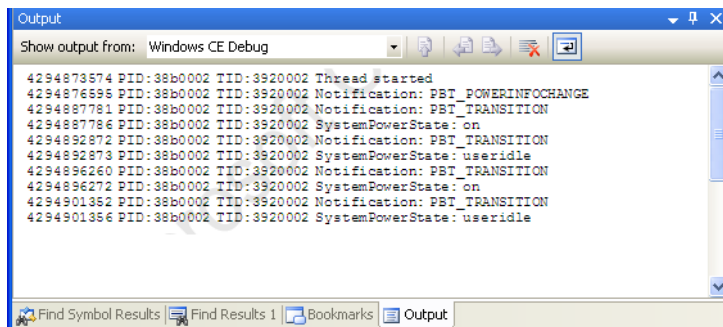 Output
Show output from: Windows CE Debug
4294873574 PID:38b0002 TID:3920002 Thread started
4294876595 PID:38b0002 TID:3920002 Notification: PBT_POWERINFOCHANGE
4294887781 PID:38b0002 TID:3920002 Notification: PBT_TRANSITION
4294887786 PID:38b0002 TID:3920002 SystemPowerState: on
4294892872 PID:38b0002 TID:3920002 Notification: PBT_TRANSITION
4294892873 PID:38b0002 TID:3920002 SystemPowerState: useridle
4294896260 PID:38b0002 TID:3920002 Notification: PBT_TRANSITION
4294896272 PID:38b0002 TID:3920002 SystemPowerState: on
4294901352 PID:38b0002 TID:3920002 Notification: PBT_TRANSITION
4294901356 PID:38b0002 TID:3920002 SystemPowerState: useridle
Find Symbol Results Find Results 1 Bookmarks Output